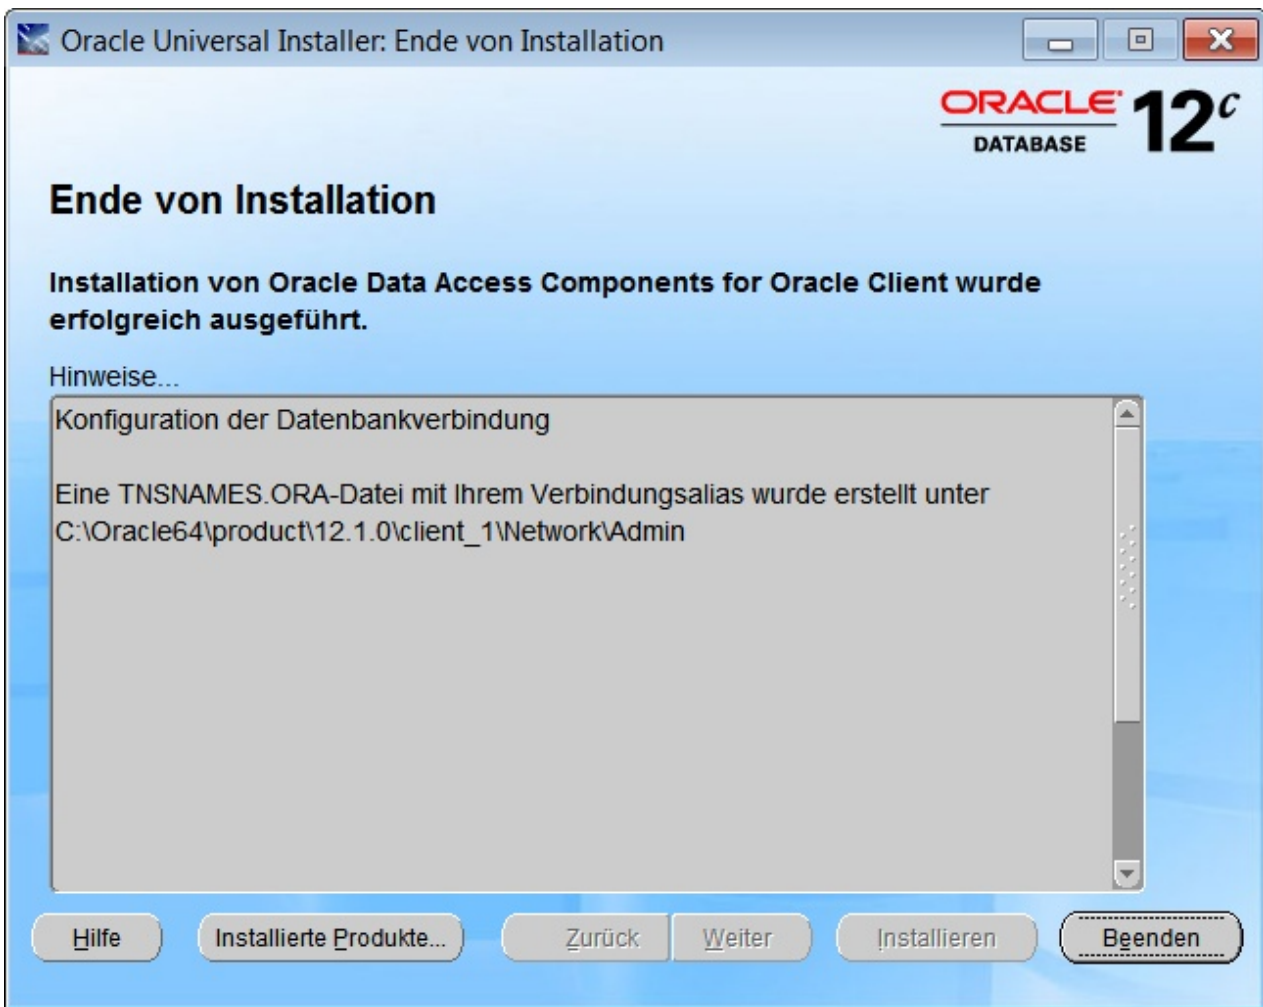 Oracle Universal Installer: Ende von Installation
ORACLE® 12c
DATABASE
Ende von Installation
Installation von Oracle Data Access Components for Oracle Client wurde
erfolgreich ausgeführt.
Hinweise...
Konfiguration der Datenbankverbindung
Eine TNSNAMES.ORA-Datei mit Ihrem Verbindungsalias wurde erstellt unter
C:\Oracle64\product\12.1.0\client_1\Network\Admin
Hilfe Installierte Produkte... Zurück Weiter Installieren Beenden